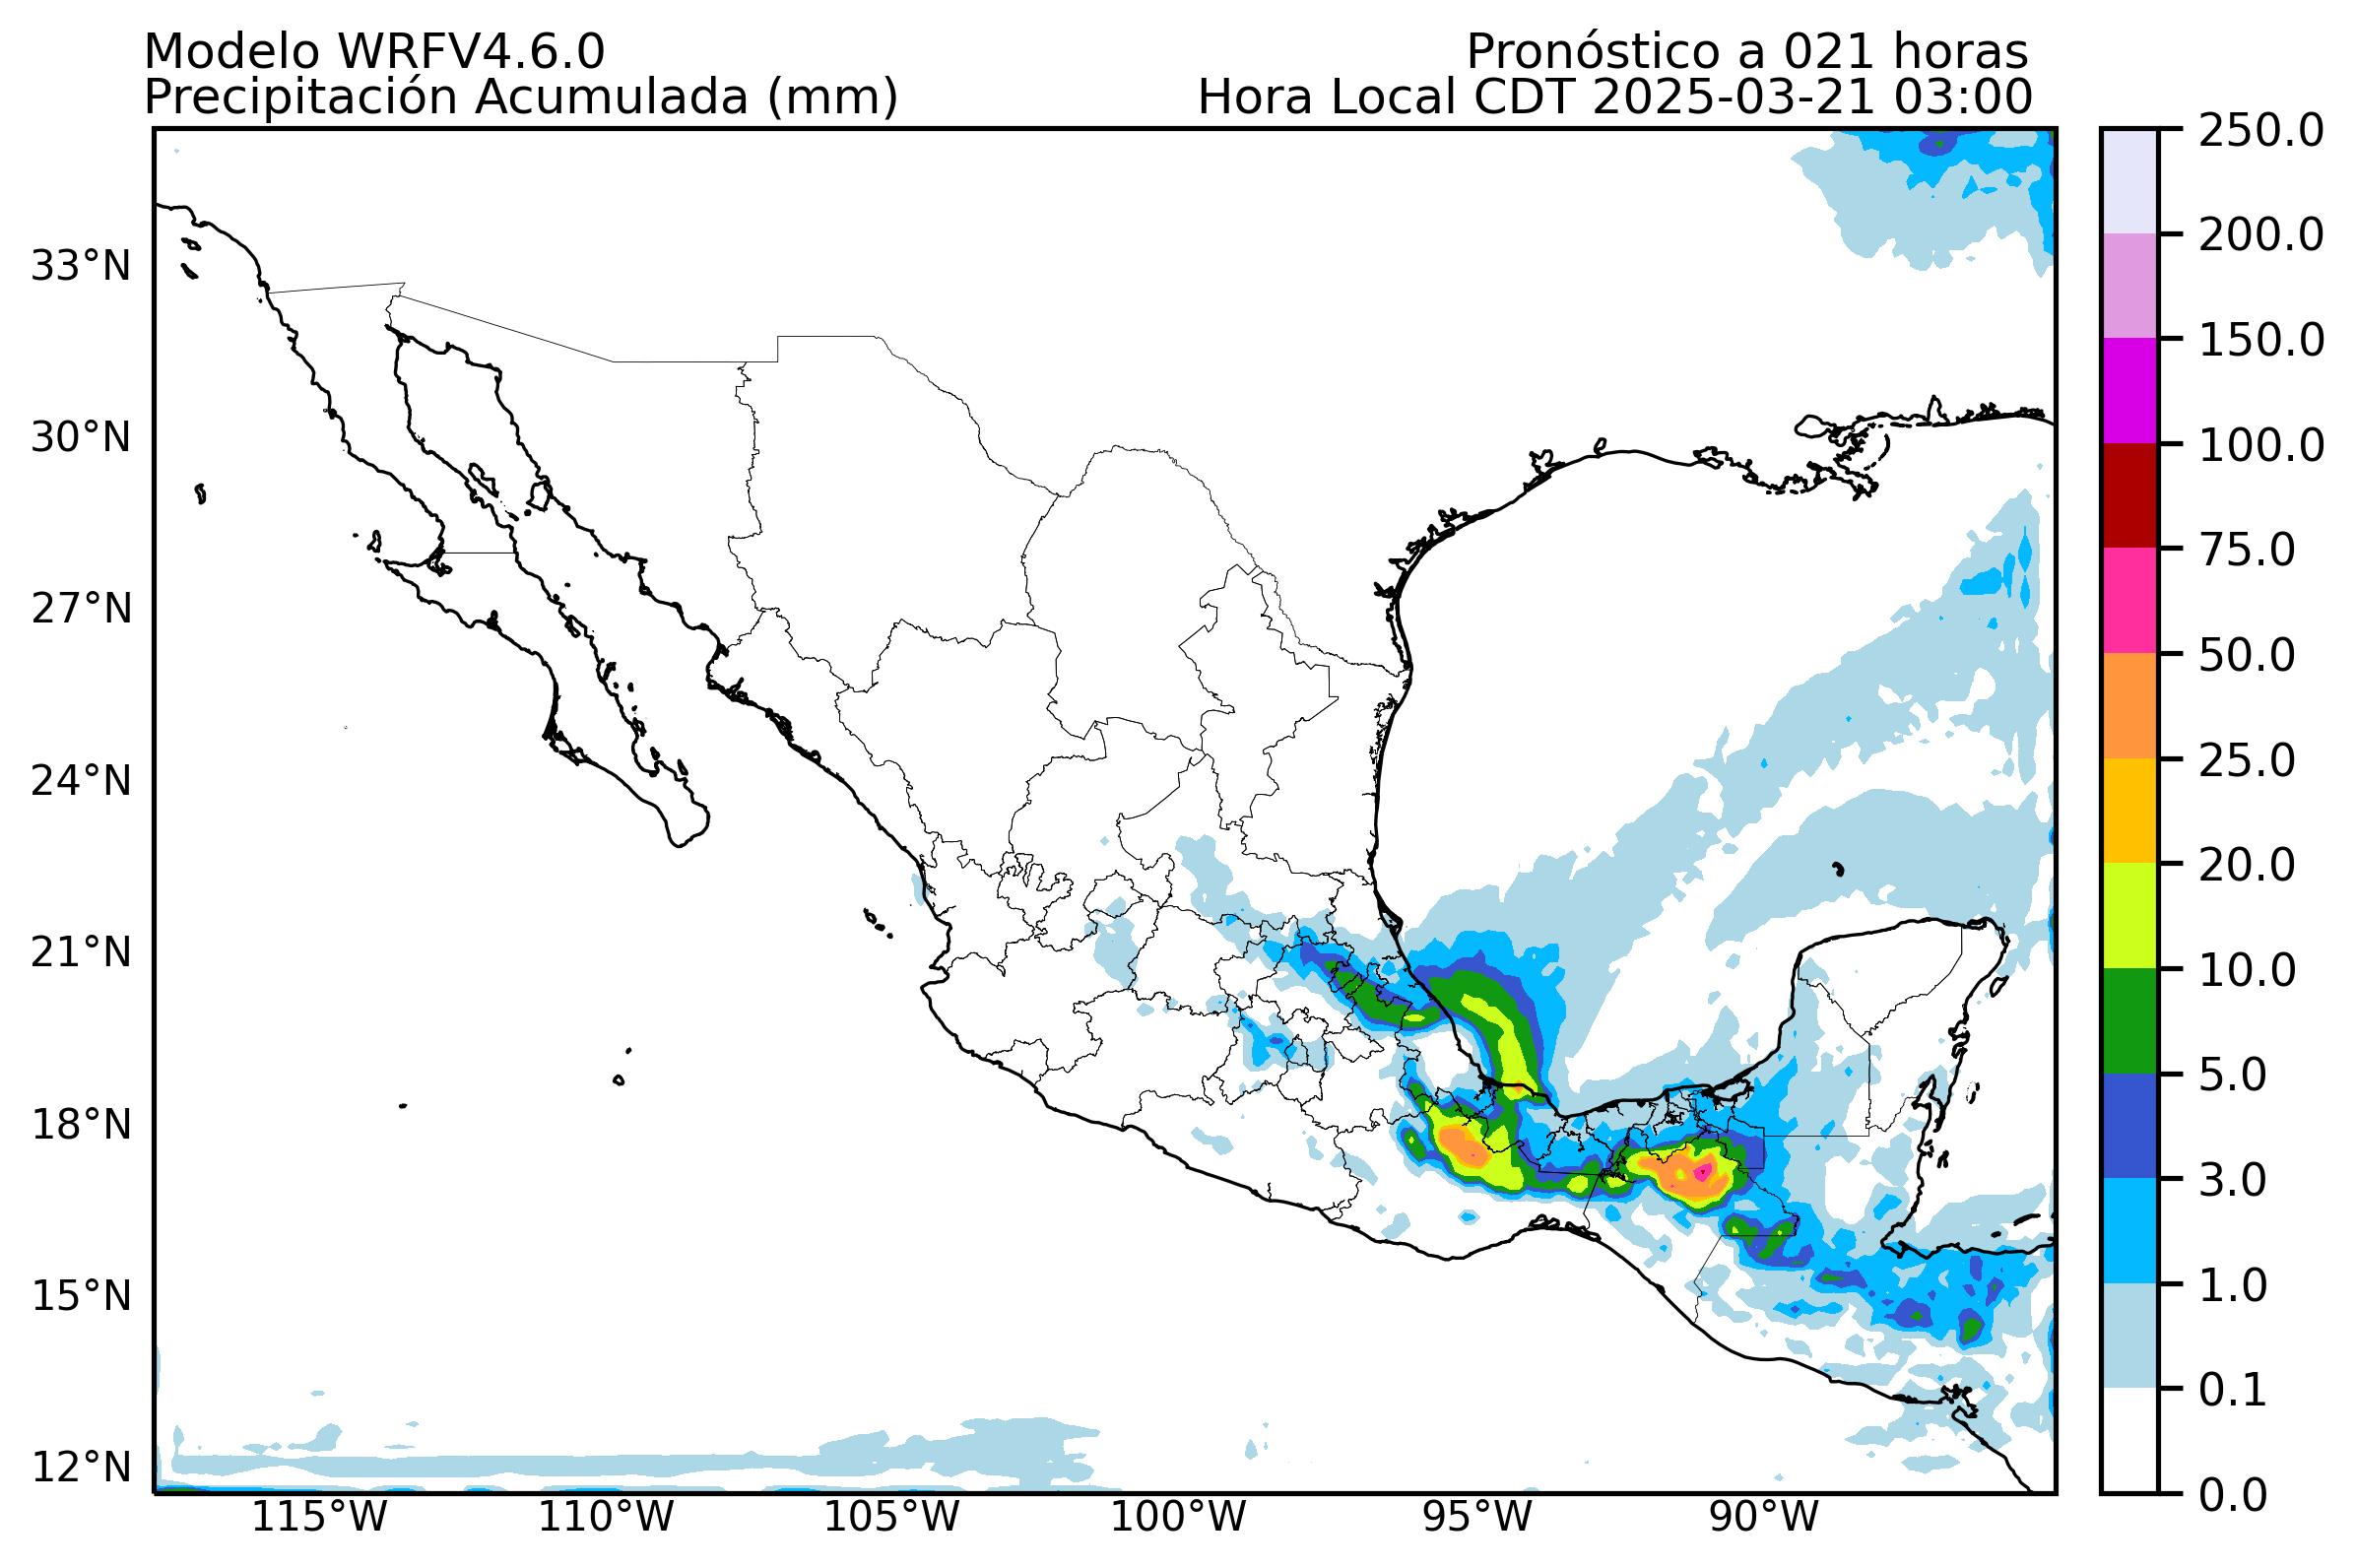 Modelo WRFV4.6.0
Pronóstico a 021 horas
Precipitación Acumulada (mm)
Hora Local CDT 2025-03-21 03:00
250.0
200.0
150.0
100.0
75.0
50.0
25.0
20.0
10.0
5.0
3.0
1.0
0.1
0.0
33°N
30°N
27°N
24°N
21°N
18°N
15°N
12°N
115°W
110°W
105°W
100°W
95°W
90°W